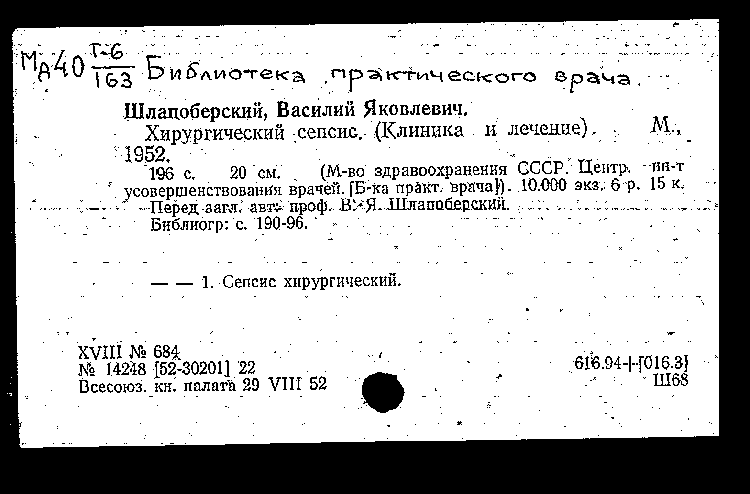 МА40 Г-6/163 Библиотека практического врача.
Шлапоберский, Василий Яковлевич.
Хирургический сепсис. (Клиника и лечение). М.,
1952.
196 с. 20 см. (М-во здравоохранения СССР. Центр. ин-т
усовершенствования врачей. [Б-ка практ. врача]). 10.000 экз. 6 р. 15 к.
Перед загл. авт: проф. В. Я. Шлапоберский.
Библиогр: с. 190-96.
— — 1. Сепсис хирургический.
XVIII № 684
№ 14248 [52-30201] 22 616.94+[016.3]
Всесоюз. кн. палата 29 VIII 52 Ш68